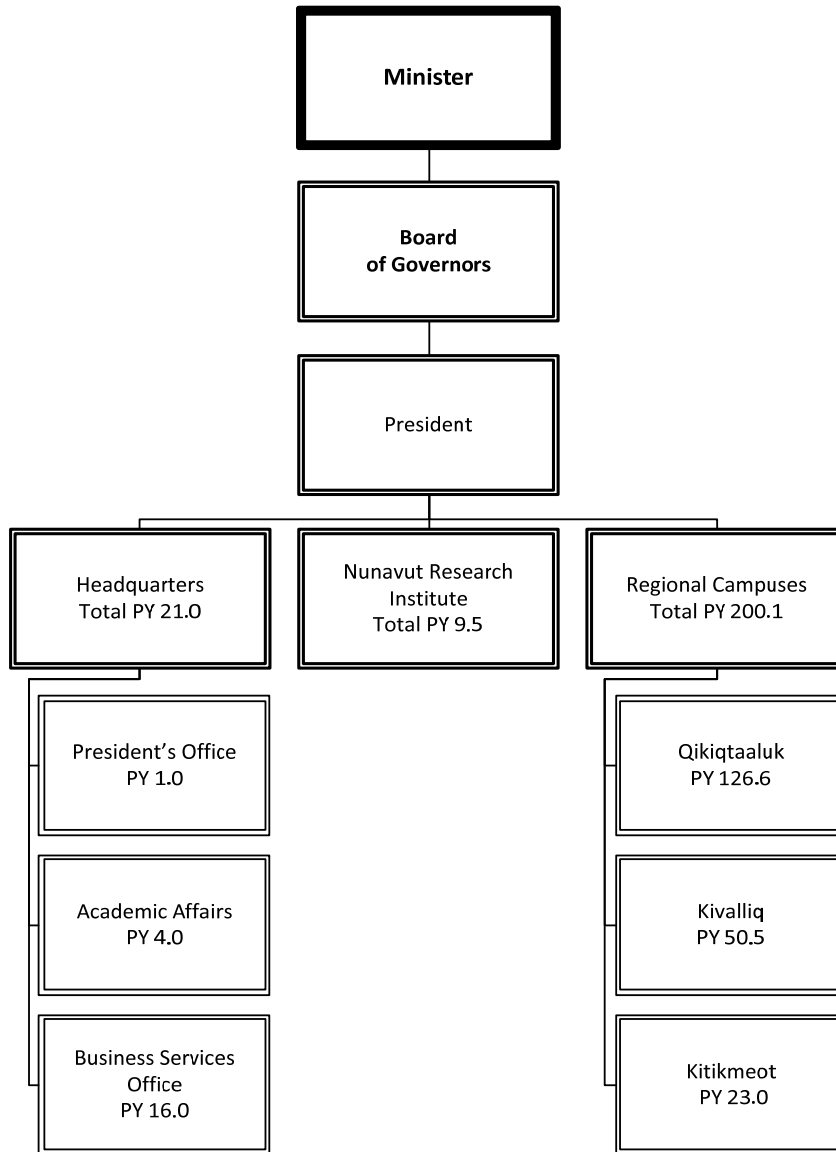 Minister
Board
of Governors
President
Headquarters
Total PY 21.0
Nunavut Research
Institute
Total PY 9.5
Regional Campuses
Total PY 200.1
President’s Office
PY 1.0
Academic Affairs
PY 4.0
Business Services
Office
PY 16.0
Qikiqtaaluk
PY 126.6
Kivalliq
PY 50.5
Kitikmeot
PY 23.0